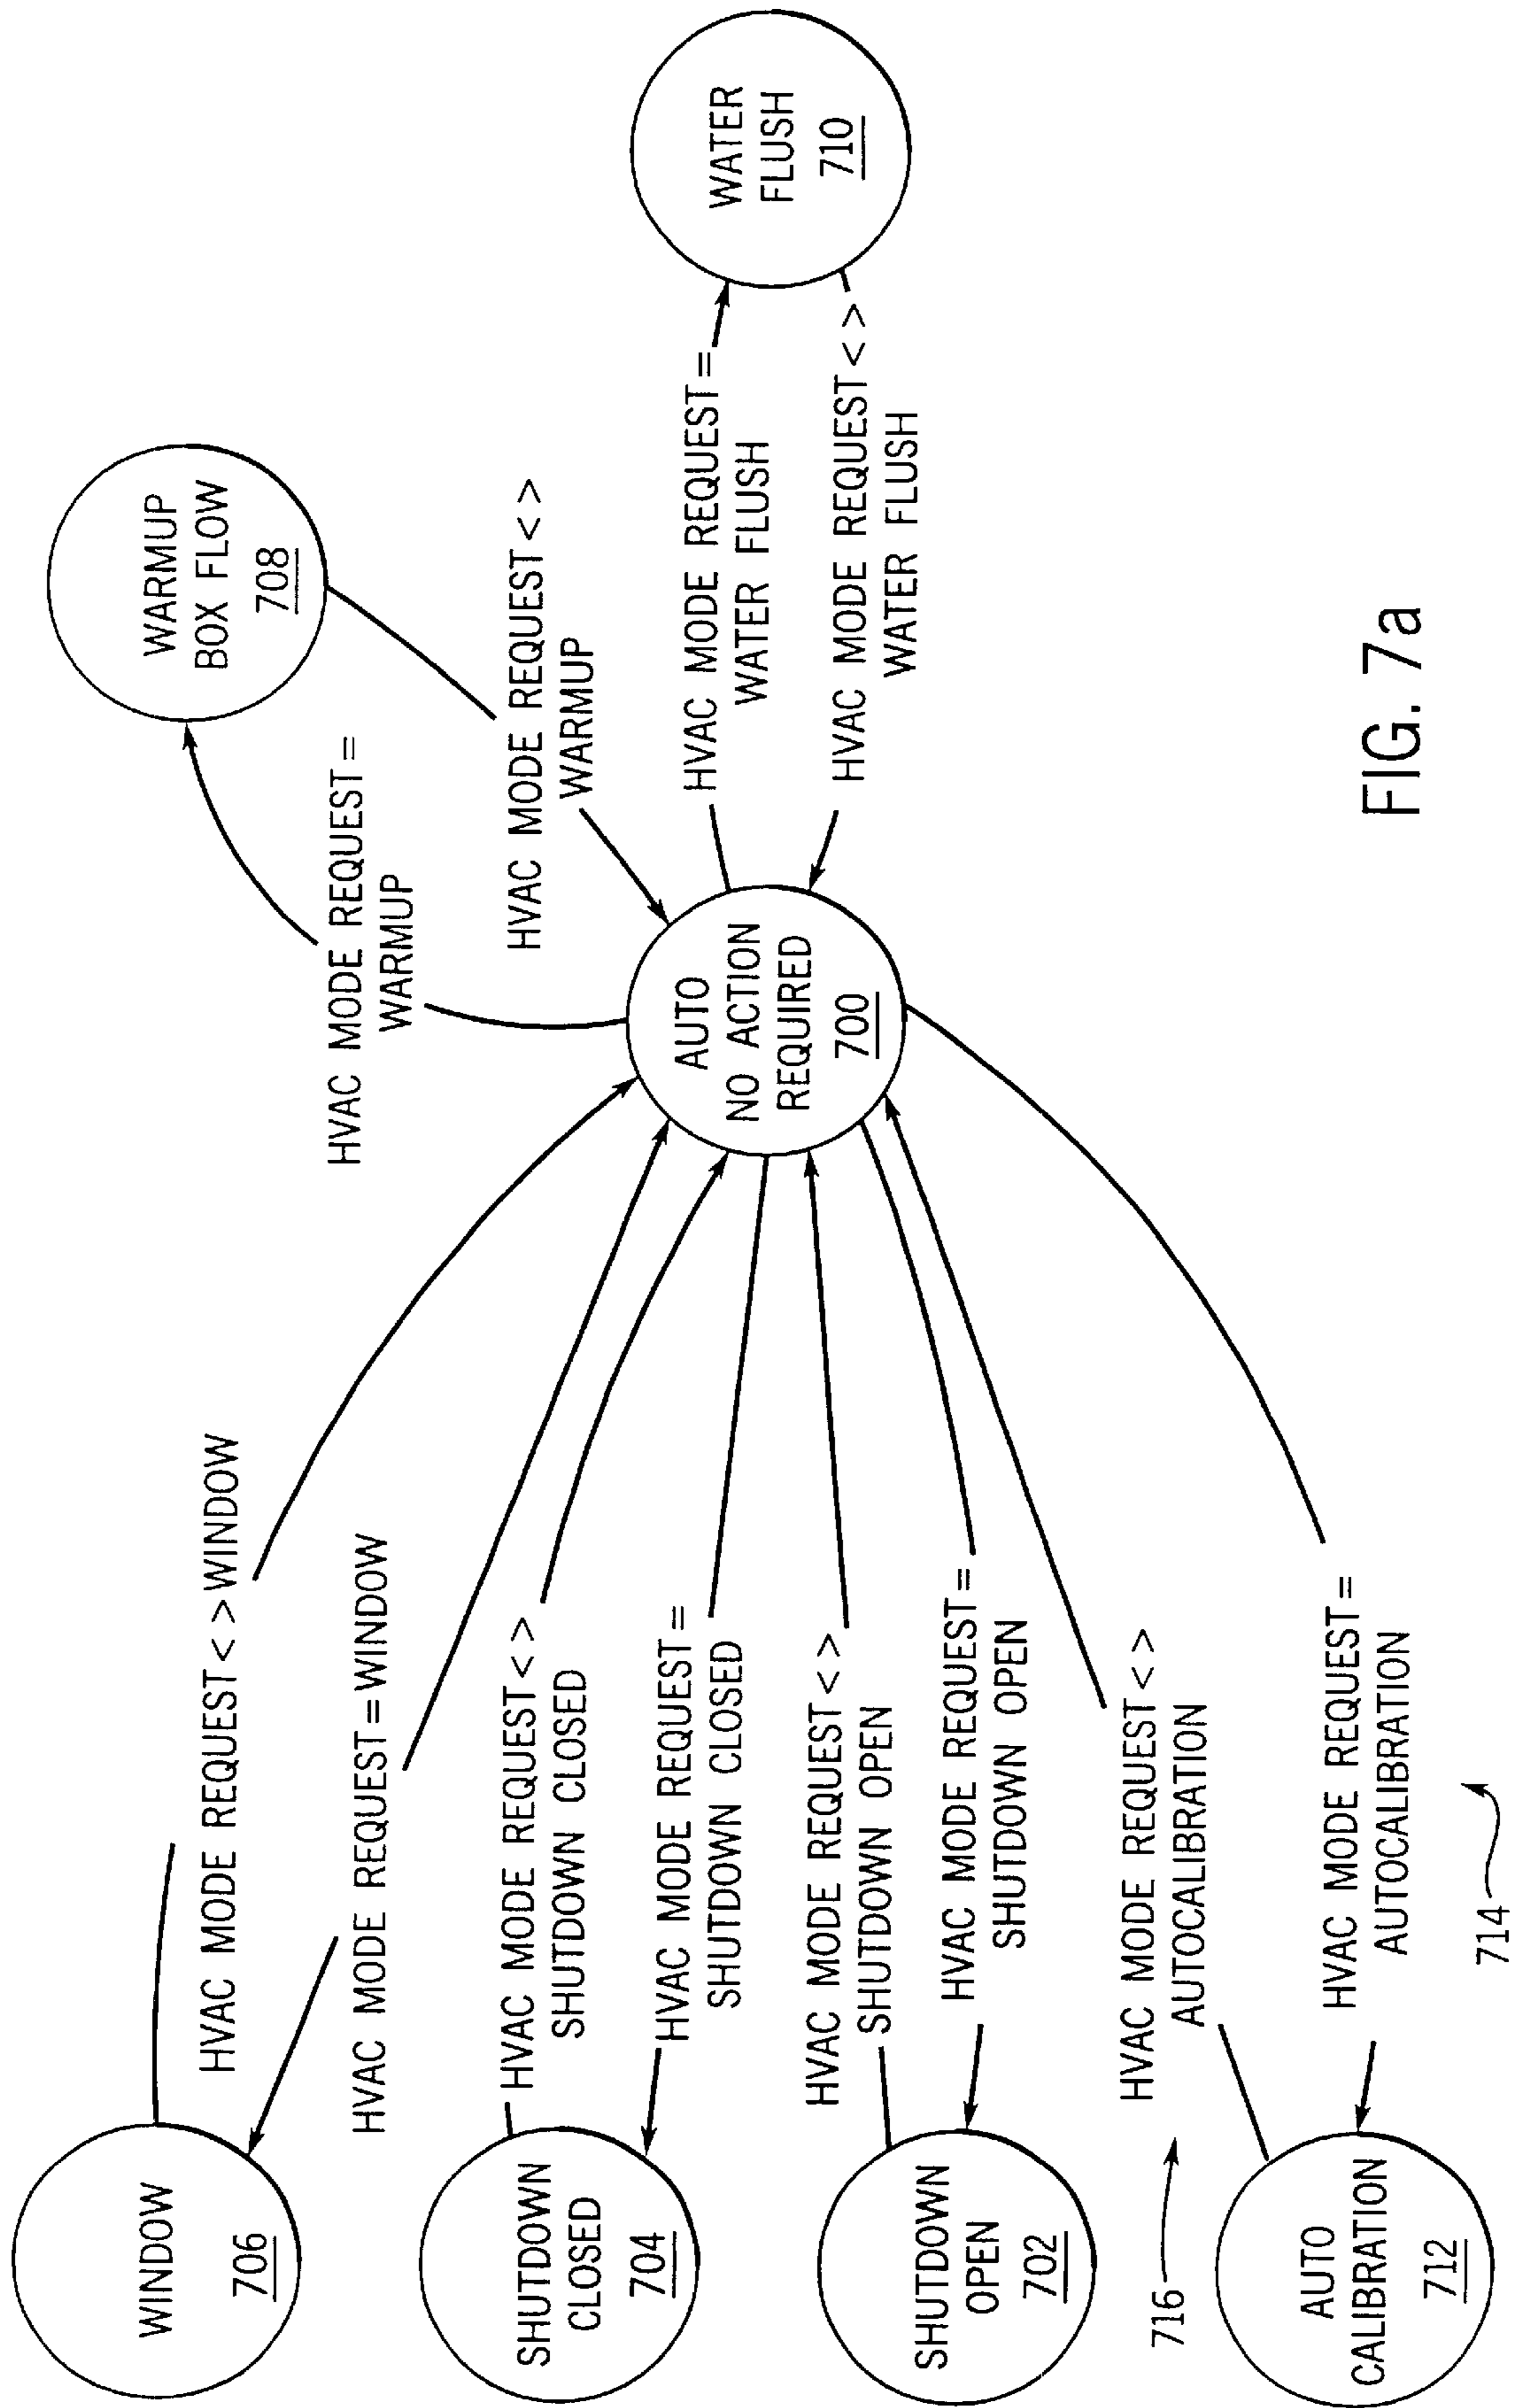 WINDOW
706
HVAC MODE REQUEST<>WINDOW
HVAC MODE REQUEST=WINDOW
SHUTDOWN
CLOSED
704
HVAC MODE REQUEST<>
SHUTDOWN CLOSED
HVAC MODE REQUEST=
SHUTDOWN CLOSED
SHUTDOWN
OPEN
702
HVAC MODE REQUEST<>
SHUTDOWN OPEN
HVAC MODE REQUEST=
SHUTDOWN OPEN
716
AUTO
CALIBRATION
712
HVAC MODE REQUEST<>
AUTOCALIBRATION
HVAC MODE REQUEST=
AUTOCALIBRATION
714
AUTO
NO ACTION
REQUIRED
700
HVAC MODE REQUEST=
WARMUP
WARMUP
BOX FLOW
708
HVAC MODE REQUEST<>
WARMUP
HVAC MODE REQUEST=
WATER FLUSH
HVAC MODE REQUEST<>
WATER FLUSH
WATER
FLUSH
710
FIG. 7a